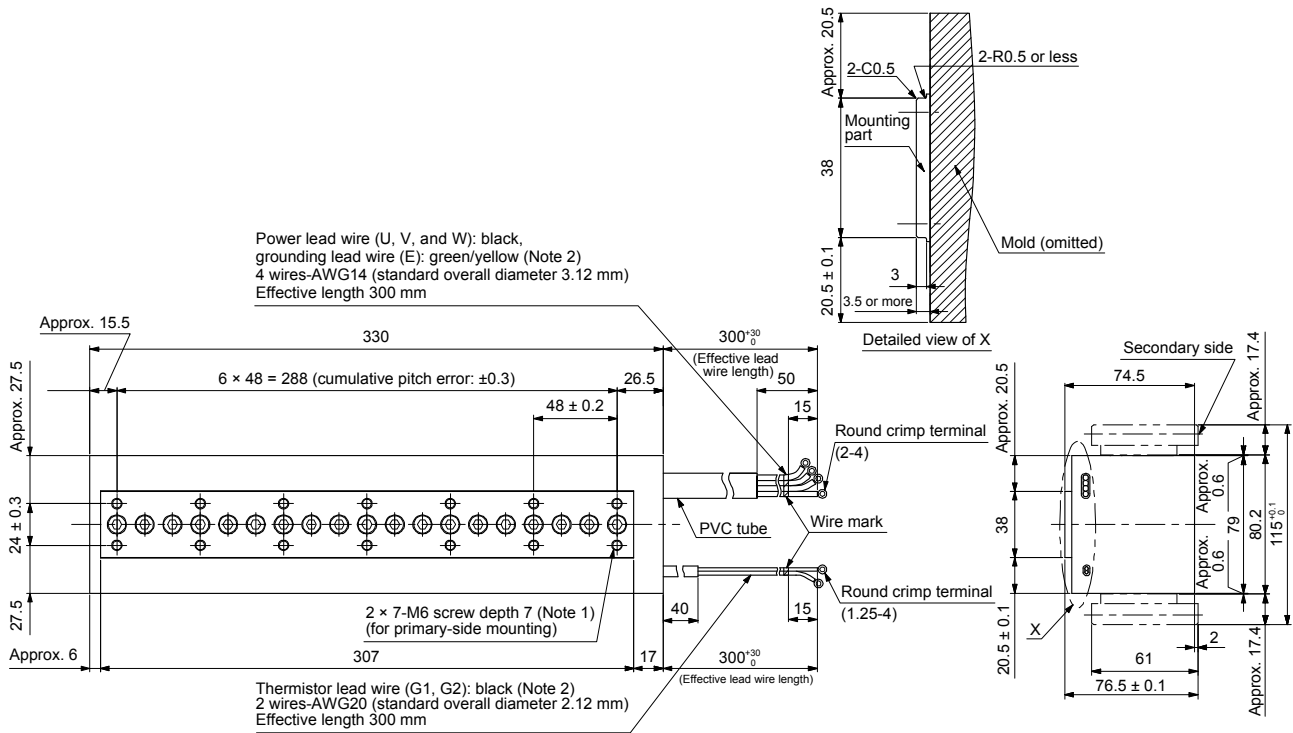 Approx. 20.5
2-C0.5
2-R0.5 or less
Mounting
part
38
Mold (omitted)
20.5 ± 0.1
3
3.5 or more
Detailed view of X
Power lead wire (U, V, and W): black,
grounding lead wire (E): green/yellow (Note 2)
4 wires-AWG14 (standard overall diameter 3.12 mm)
Effective length 300 mm
Approx. 15.5
330
300 +30 0
(Effective lead
wire length)
6 × 48 = 288 (cumulative pitch error: ±0.3)
26.5
50
48 ± 0.2
15
Approx. 27.5
24 ± 0.3
27.5
Round crimp terminal
(2-4)
PVC tube
Wire mark
Round crimp terminal
(1.25-4)
2 × 7-M6 screw depth 7 (Note 1)
(for primary-side mounting)
40
15
Approx. 6
307
17
300 +30 0
(Effective lead wire length)
Thermistor lead wire (G1, G2): black (Note 2)
2 wires-AWG20 (standard overall diameter 2.12 mm)
Effective length 300 mm
Secondary side
74.5
Approx. 17.4
Approx. 20.5
38
20.5 ± 0.1
Approx.
0.6
Approx.
0.6
79
80.2
115 +0.1 0
X
2
61
76.5 ± 0.1
Approx. 17.4